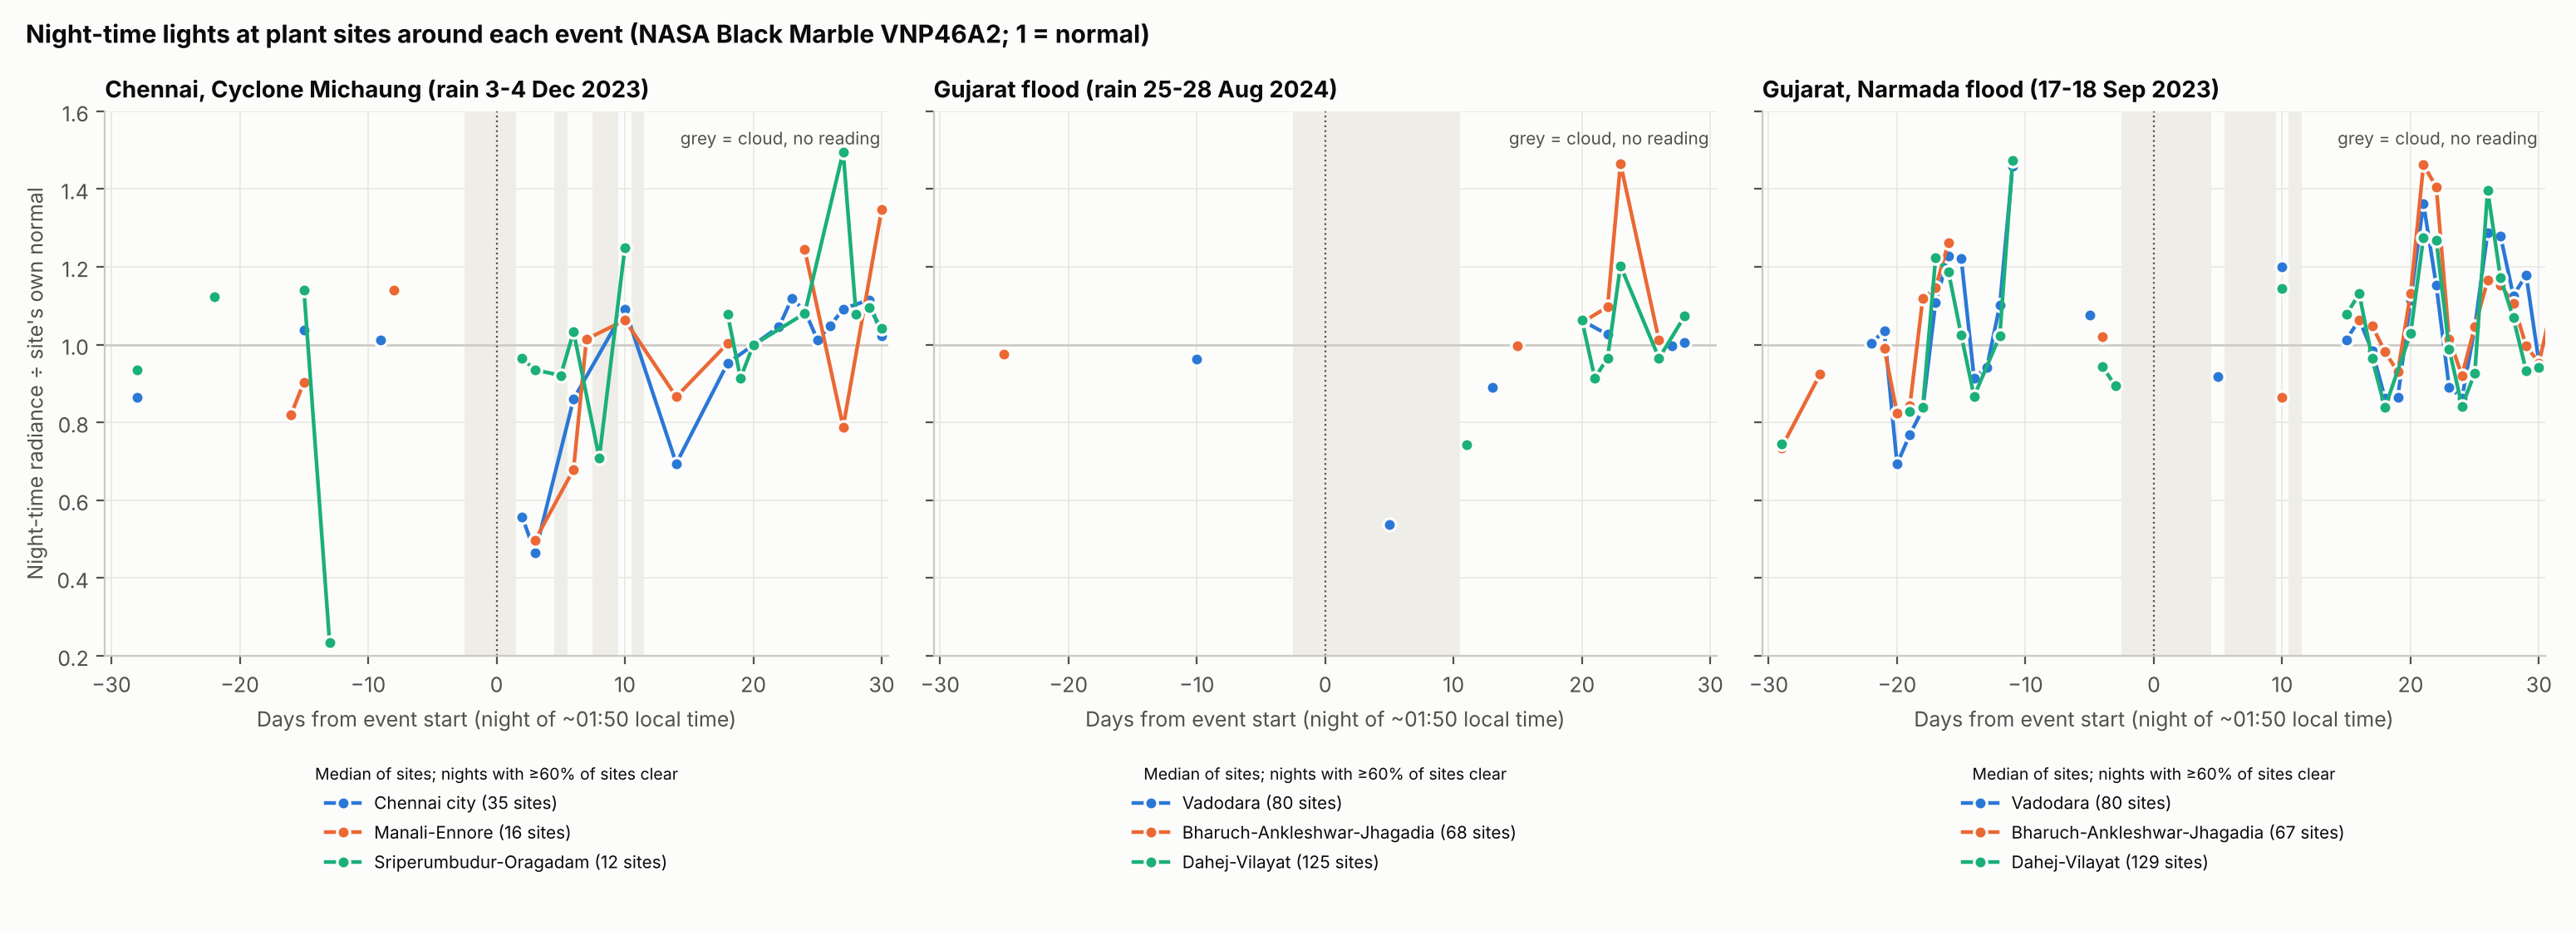 Night-time lights at plant sites around each event (NASA Black Marble VNP46A2; 1 = normal)
Chennai, Cyclone Michaung (rain 3-4 Dec 2023)
grey = cloud, no reading
Night-time radiance ÷ site's own normal
1.6
1.4
1.2
1.0
0.8
0.6
0.4
0.2
−30 −20 −10 0 10 20 30
Days from event start (night of ~01:50 local time)
Median of sites; nights with ≥60% of sites clear
Chennai city (35 sites)
Manali-Ennore (16 sites)
Sriperumbudur-Oragadam (12 sites)
Gujarat flood (rain 25-28 Aug 2024)
grey = cloud, no reading
−30 −20 −10 0 10 20 30
Days from event start (night of ~01:50 local time)
Median of sites; nights with ≥60% of sites clear
Vadodara (80 sites)
Bharuch-Ankleshwar-Jhagadia (68 sites)
Dahej-Vilayat (125 sites)
Gujarat, Narmada flood (17-18 Sep 2023)
grey = cloud, no reading
−30 −20 −10 0 10 20 30
Days from event start (night of ~01:50 local time)
Median of sites; nights with ≥60% of sites clear
Vadodara (80 sites)
Bharuch-Ankleshwar-Jhagadia (67 sites)
Dahej-Vilayat (129 sites)